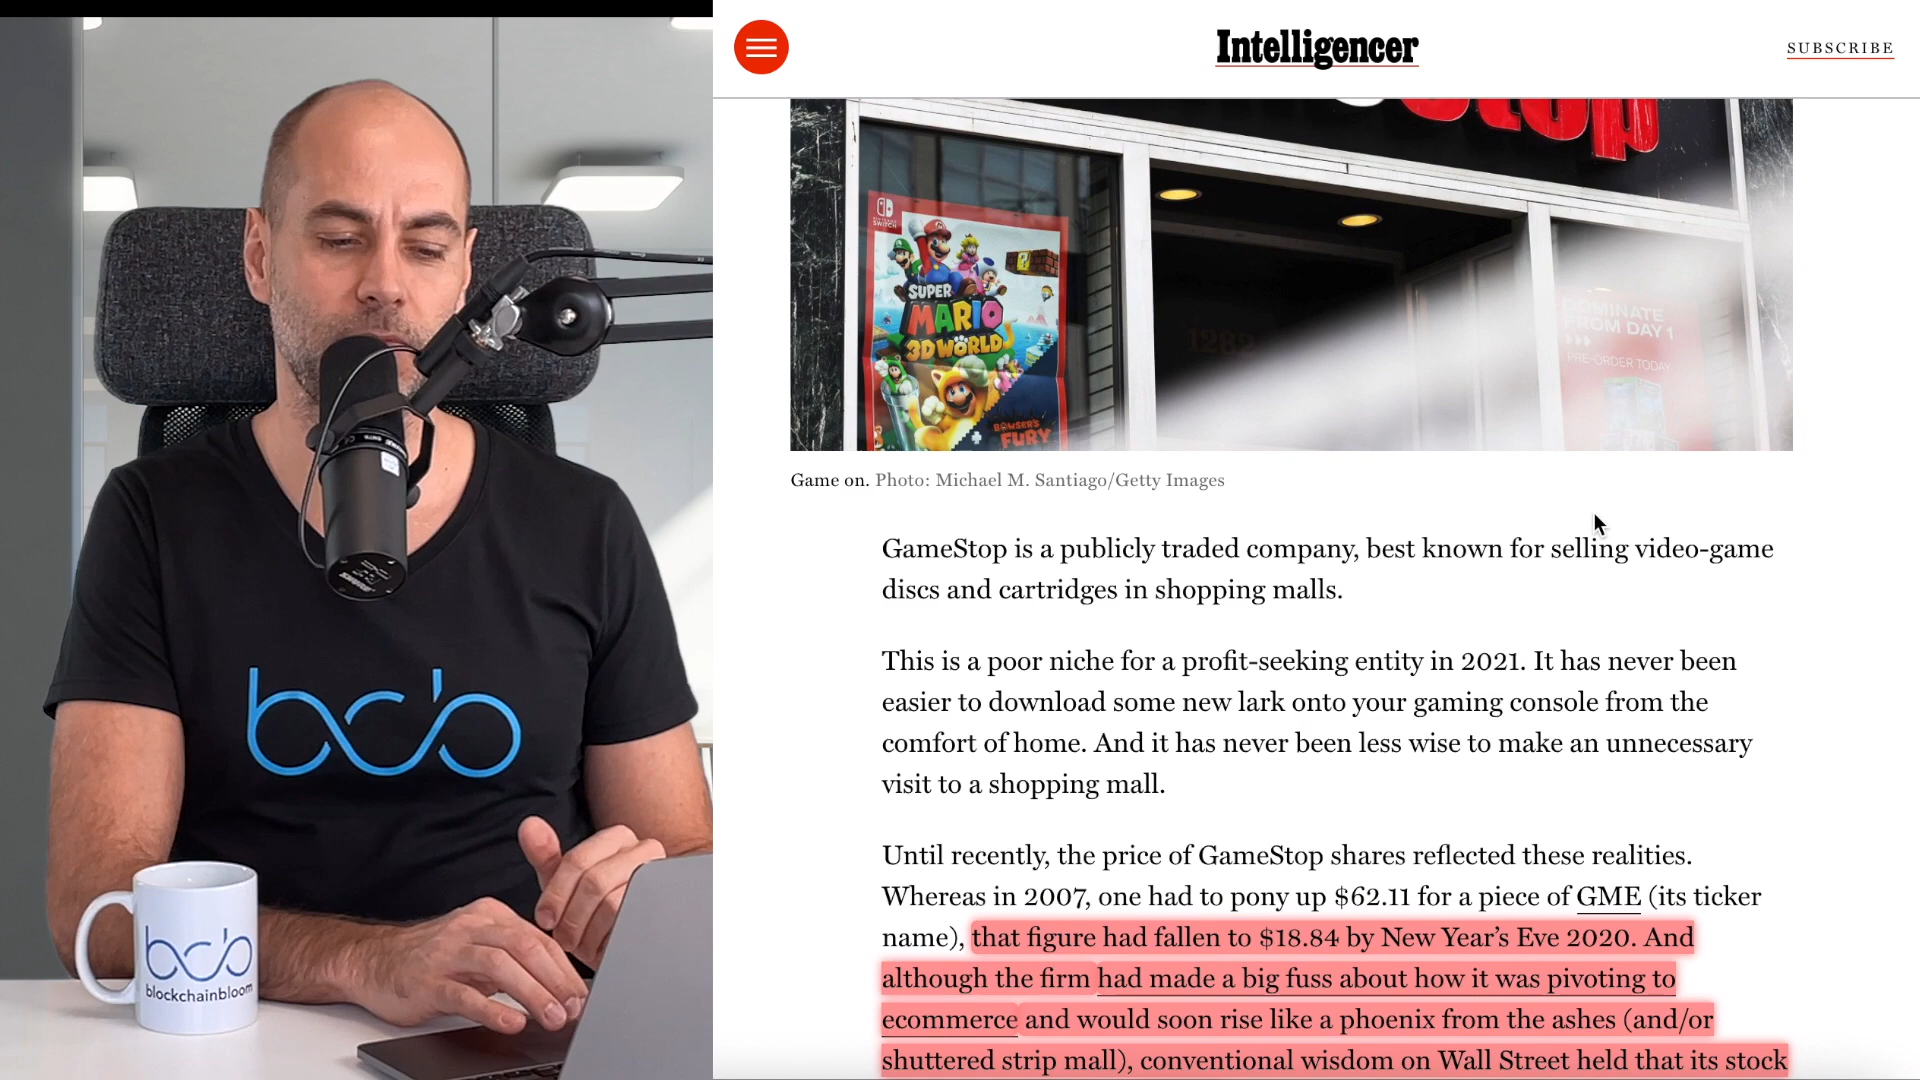 Intelligencer
SUBSCRIBE
Stop
NINTENDO
SWITCH
SUPER
MARIO
3D WORLD
BOWSER'S
FURY
1282
DOMINATE
FROM DAY 1
PRE-ORDER TODAY
Game on. Photo: Michael M. Santiago/Getty Images
GameStop is a publicly traded company, best known for selling video-game
discs and cartridges in shopping malls.
This is a poor niche for a profit-seeking entity in 2021. It has never been
easier to download some new lark onto your gaming console from the
comfort of home. And it has never been less wise to make an unnecessary
visit to a shopping mall.
Until recently, the price of GameStop shares reflected these realities.
Whereas in 2007, one had to pony up $62.11 for a piece of GME (its ticker
name), that figure had fallen to $18.84 by New Year’s Eve 2020. And
although the firm had made a big fuss about how it was pivoting to
ecommerce and would soon rise like a phoenix from the ashes (and/or
shuttered strip mall), conventional wisdom on Wall Street held that its stock
SHURE
bcb
bcb
blockchainbloom